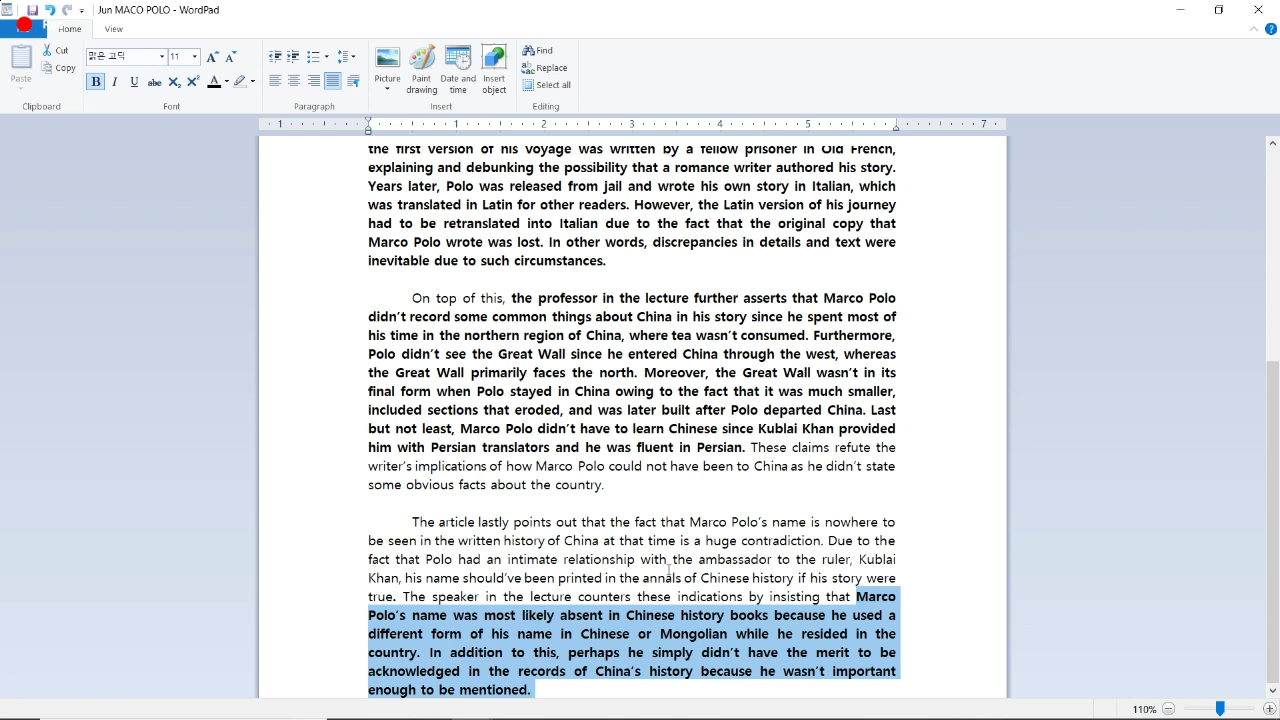 Jun MACO POLO - WordPad
Home
View
Paste
Cut
Copy
맑은 고딕
11
Clipboard
Font
Paragraph
Picture
Paint drawing
Date and time
Insert object
Insert
Find
Replace
Select all
Editing
1 1 2 3 4 5 7
the first version of his voyage was written by a fellow prisoner in Old French,
explaining and debunking the possibility that a romance writer authored his story.
Years later, Polo was released from jail and wrote his own story in Italian, which
was translated in Latin for other readers. However, the Latin version of his journey
had to be retranslated into Italian due to the fact that the original copy that
Marco Polo wrote was lost. In other words, discrepancies in details and text were
inevitable due to such circumstances.
On top of this, the professor in the lecture further asserts that Marco Polo
didn't record some common things about China in his story since he spent most of
his time in the northern region of China, where tea wasn't consumed. Furthermore,
Polo didn't see the Great Wall since he entered China through the west, whereas
the Great Wall primarily faces the north. Moreover, the Great Wall wasn't in its
final form when Polo stayed in China owing to the fact that it was much smaller,
included sections that eroded, and was later built after Polo departed China. Last
but not least, Marco Polo didn't have to learn Chinese since Kublai Khan provided
him with Persian translators and he was fluent in Persian. These claims refute the
writer's implications of how Marco Polo could not have been to China as he didn't state
some obvious facts about the country.
The article lastly points out that the fact that Marco Polo's name is nowhere to
be seen in the written history of China at that time is a huge contradiction. Due to the
fact that Polo had an intimate relationship with the ambassador to the ruler, Kublai
Khan, his name should've been printed in the annals of Chinese history if his story were
true. The speaker in the lecture counters these indications by insisting that Marco
Polo's name was most likely absent in Chinese history books because he used a
different form of his name in Chinese or Mongolian while he resided in the
country. In addition to this, perhaps he simply didn't have the merit to be
acknowledged in the records of China's history because he wasn't important
enough to be mentioned.
110%